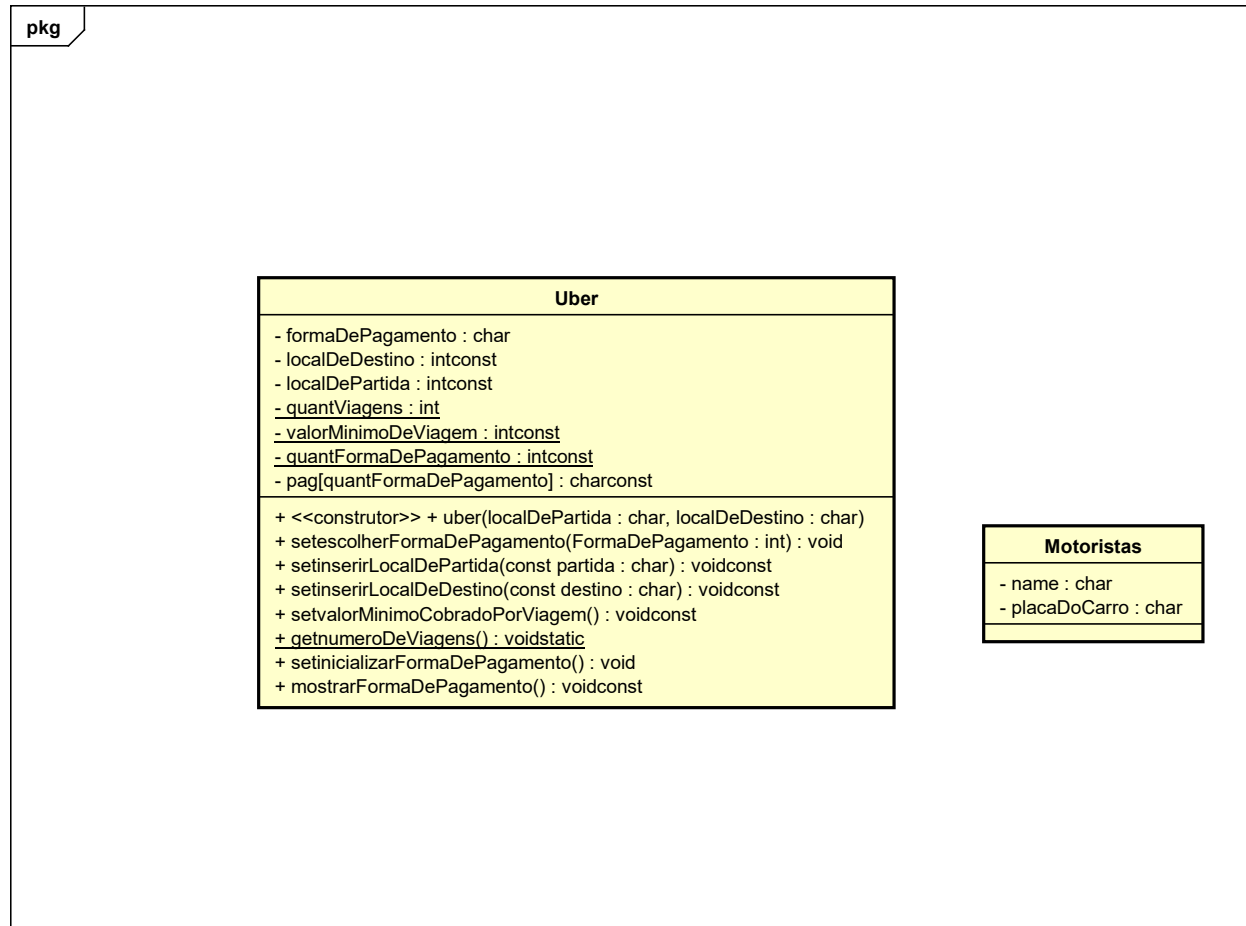 pkg
Uber
- formaDePagamento : char
- localDeDestino : intconst
- localDePartida : intconst
- quantViagens : int
- valorMinimoDeViagem : intconst
- quantFormaDePagamento : intconst
- pag[quantFormaDePagamento] : charconst
+ <<construtor>> + uber(localDePartida : char, localDeDestino : char)
+ setescolherFormaDePagamento(FormaDePagamento : int) : void
+ setinserirLocalDePartida(const partida : char) : voidconst
+ setinserirLocalDeDestino(const destino : char) : voidconst
+ setvalorMinimoCobradoPorViagem() : voidconst
+ getnumeroDeViagens() : voidstatic
+ setinicializarFormaDePagamento() : void
+ mostrarFormaDePagamento() : voidconst
Motoristas
- name : char
- placaDoCarro : char